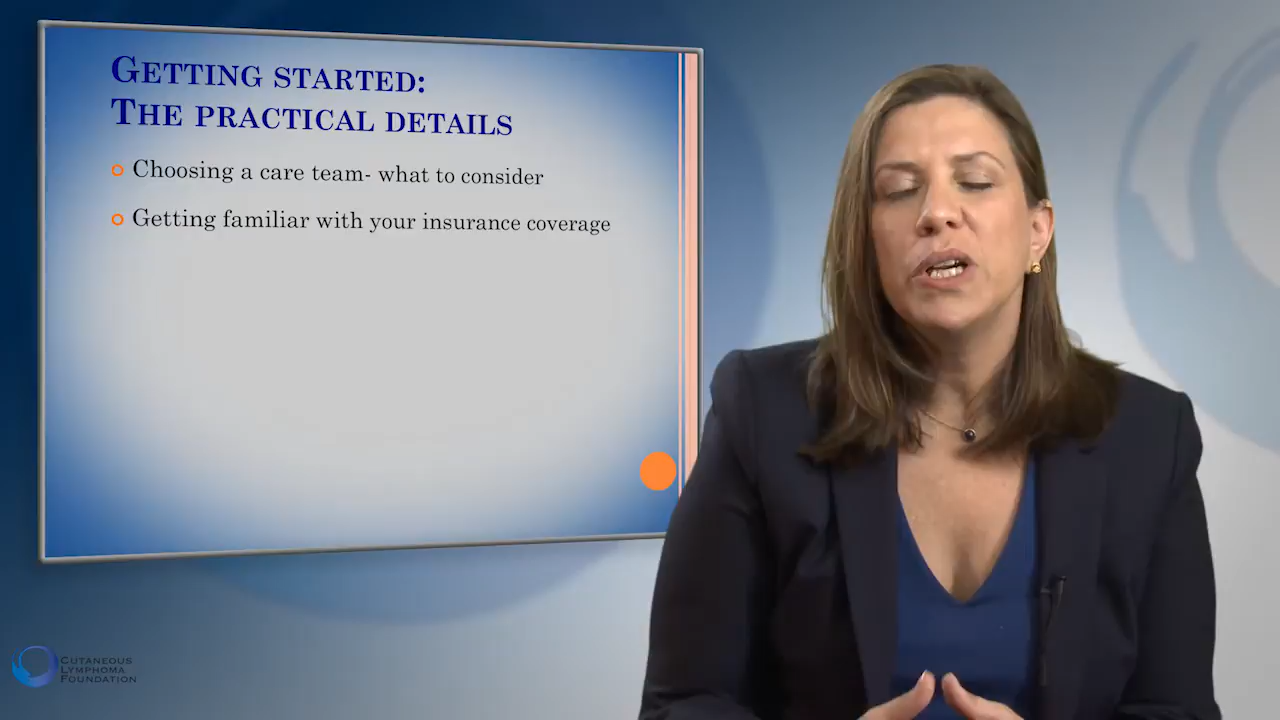 Getting started:
The practical details
Choosing a care team- what to consider
Getting familiar with your insurance coverage
Cutaneous
Lymphoma
Foundation